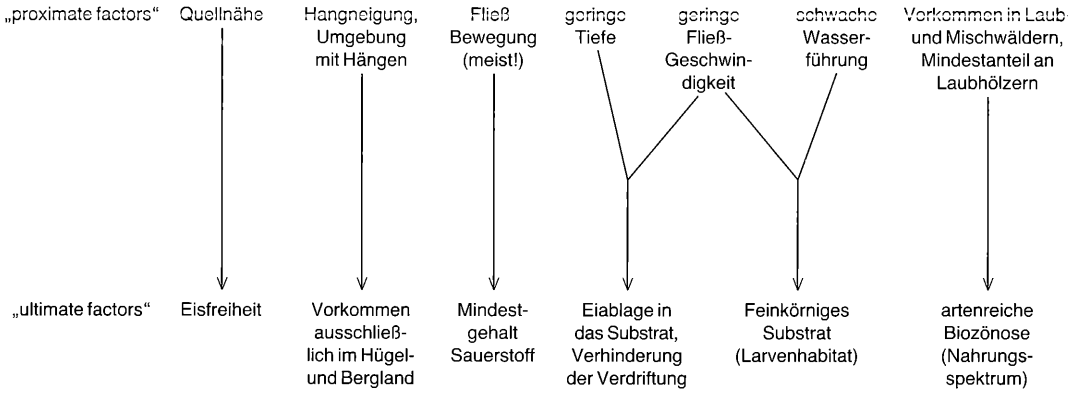 „proximate factors“
Quellnähe
Hangneigung,
Umgebung
mit Hängen
Fließ
Bewegung
(meist!)
geringe
Tiefe
geringe
Fließ-
Geschwin-
digkeit
schwache
Wasser-
führung
Vorkommen in Laub-
und Mischwäldern,
Mindestanteil an
Laubhölzern
„ultimate factors“
Eisfreiheit
Vorkommen
ausschließ-
lich im Hügel-
und Bergland
Mindest-
gehalt
Sauerstoff
Eiablage in
das Substrat,
Verhinderung
der Verdriftung
Feinkörniges
Substrat
(Larvenhabitat)
artenreiche
Biozönose
(Nahrungs-
spektrum)